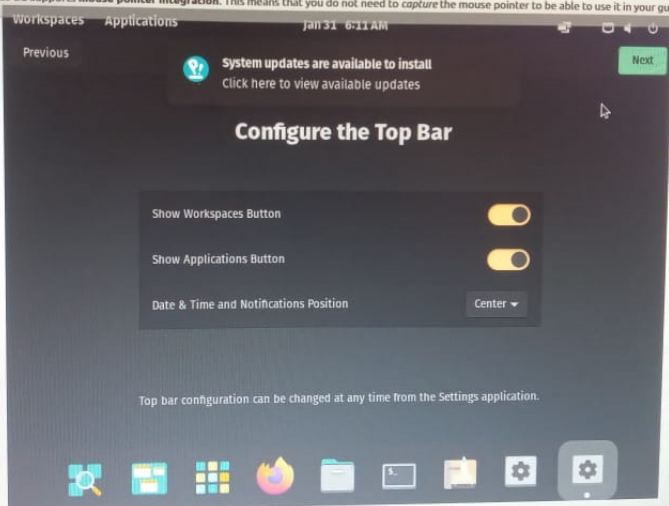 supports mouse pointer integration. This means that you do not need to capture the mouse pointer to be able to use it in your gu
Workspaces Applications Jan 31 6:11 AM
Previous
System updates are available to install
Click here to view available updates
Next
Configure the Top Bar
Show Workspaces Button
Show Applications Button
Date & Time and Notifications Position Center
Top bar configuration can be changed at any time from the Settings application.
$_